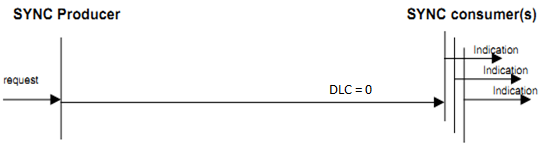 SYNC Producer
SYNC consumer(s)
Indication
request
Indication
DLC = 0
Indication